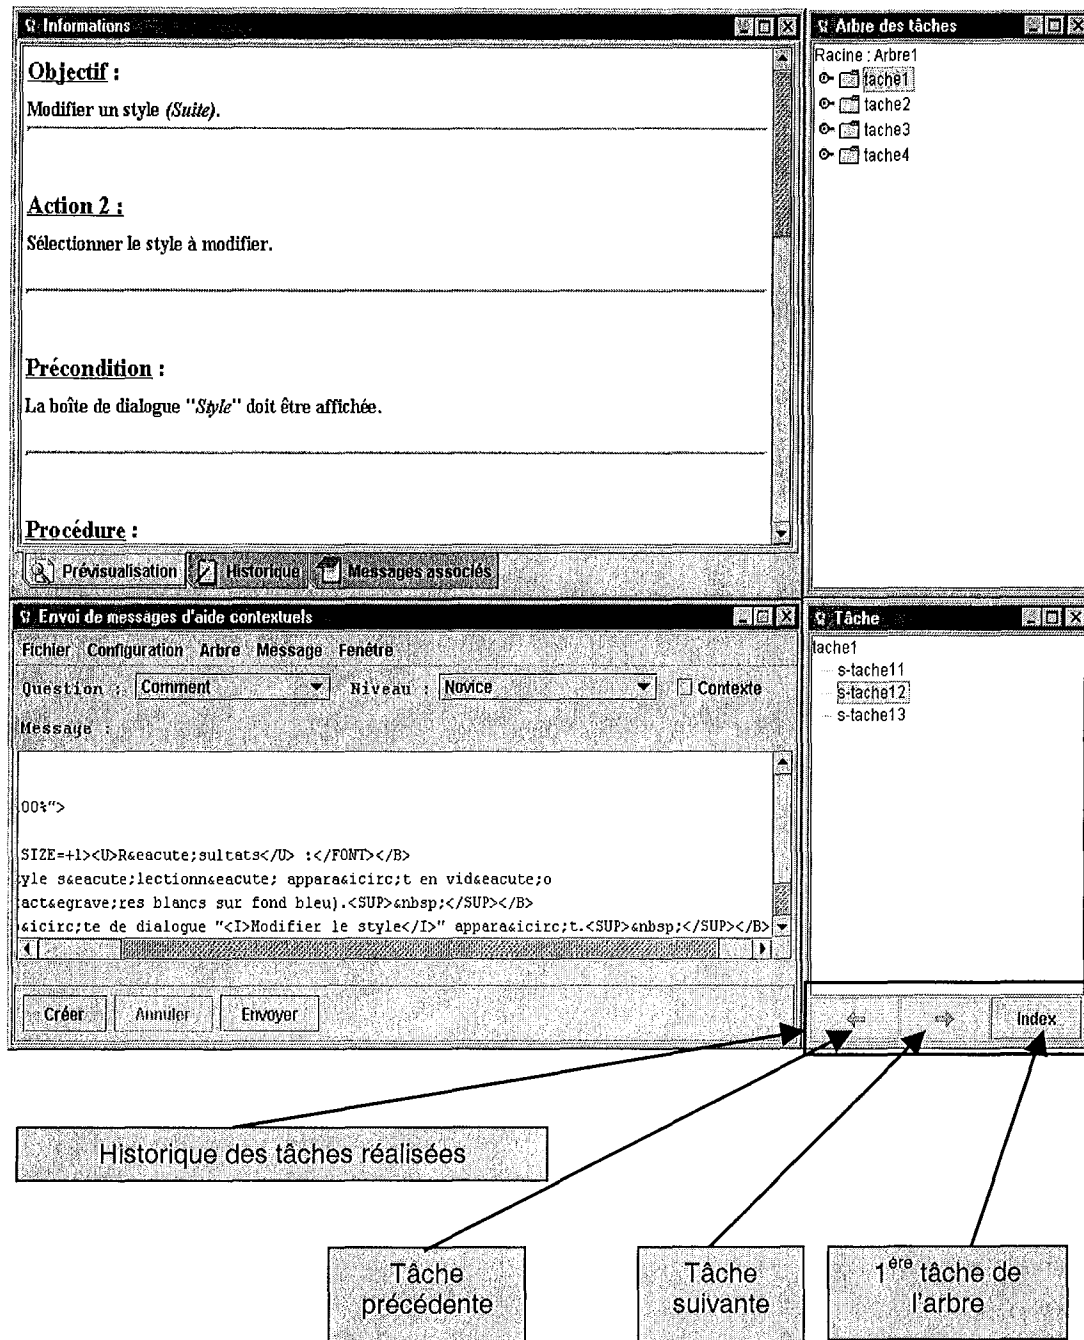 Informations
Objectif :
Modifier un style (Suite).
Action 2 :
Sélectionner le style à modifier.
Précondition :
La boîte de dialogue "Style" doit être affichée.
Procédure :
Prévisualisation Historique Messages associés
Arbre des tâches
Racine : Arbre1
tache1
tache2
tache3
tache4
Envoi de messages d'aide contextuels
Fichier Configuration Arbre Message Fenêtre
Question : Comment Niveau : Novice Contexte
Message :
00%">
SIZE=+1><U>R&eacute;sultats</U> :</FONT></B>
yle s&eacute;lectionn&eacute; appara&icirc;t en vid&eacute;o
act&egrave;res blancs sur fond bleu).<SUP>&nbsp;</SUP></B>
&icirc;te de dialogue "<I>Modifier le style</I>" appara&icirc;t.<SUP>&nbsp;</SUP></B>
Créer Annuler Envoyer
Tâche
tache1
s-tache11
s-tache12
s-tache13
Index
Historique des tâches réalisées
Tâche
précédente
Tâche
suivante
1ère tâche de
l'arbre